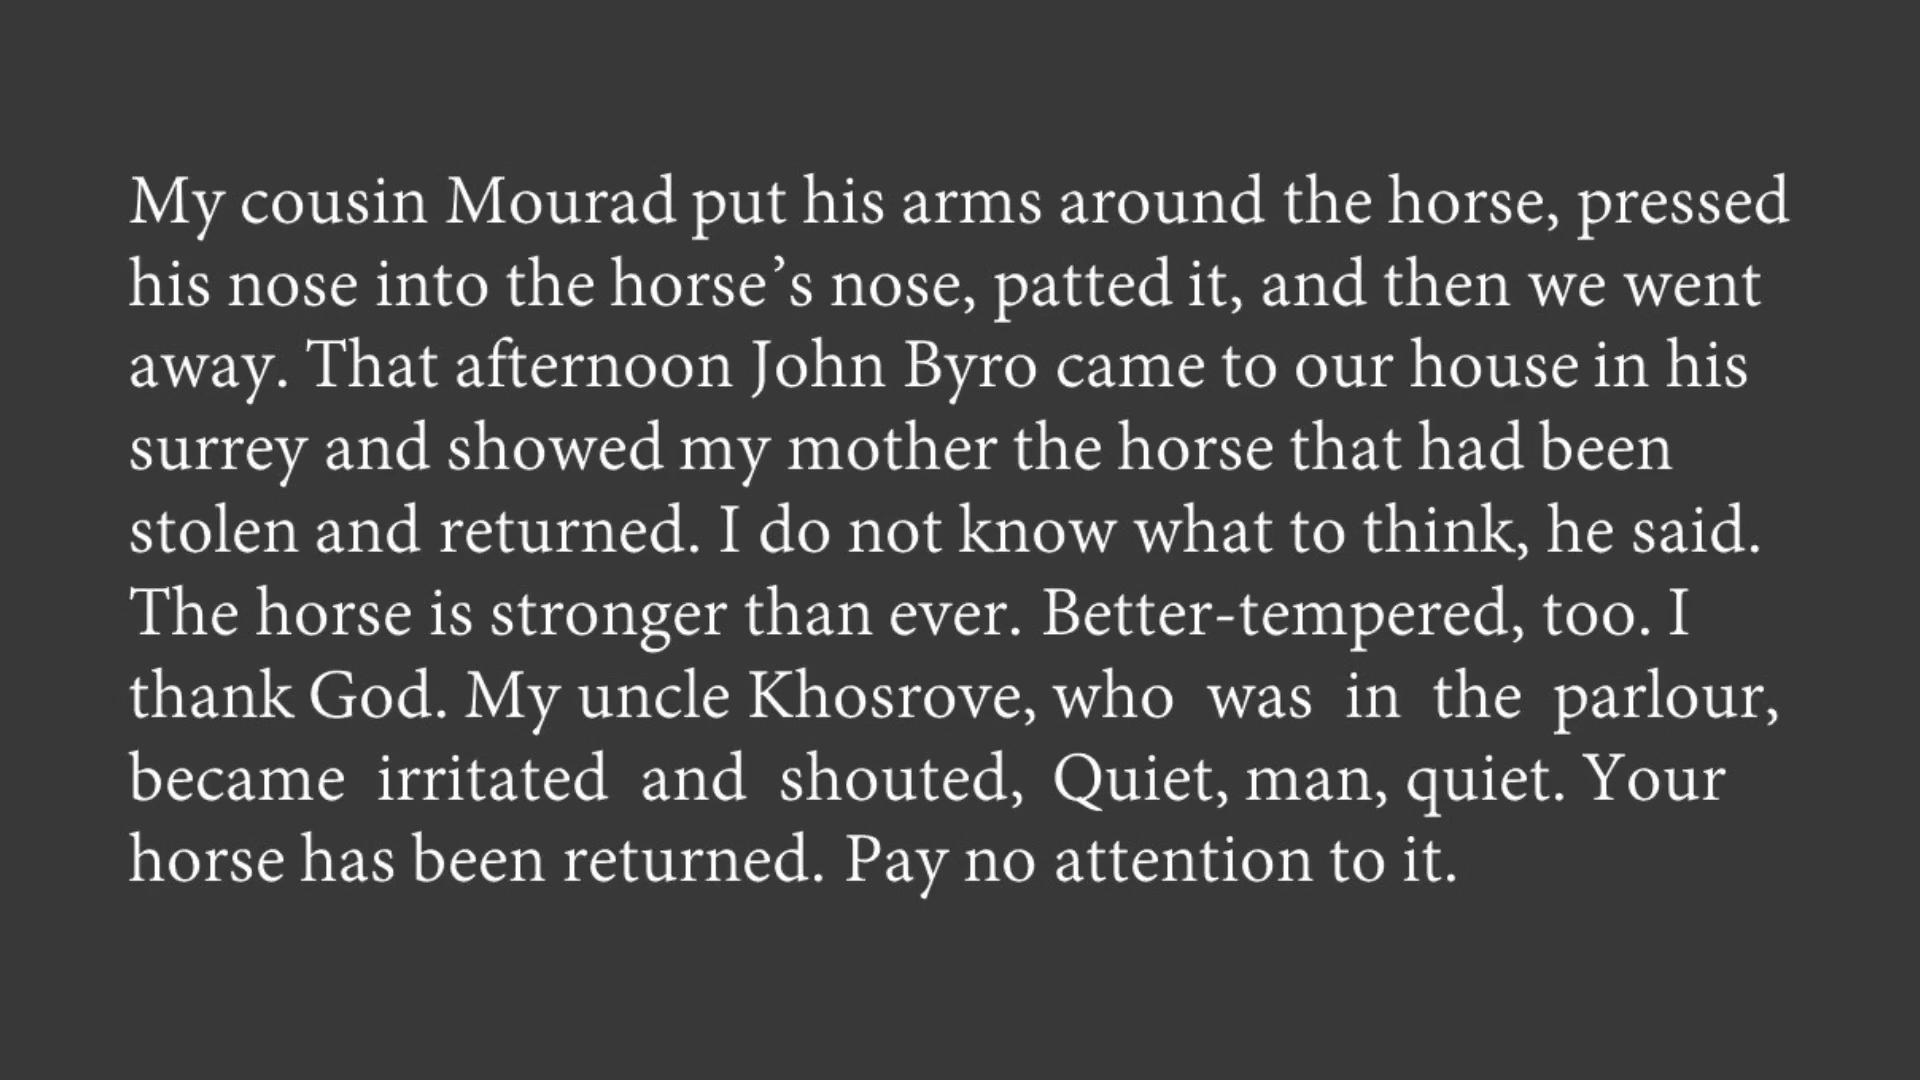 My cousin Mourad put his arms around the horse, pressed
his nose into the horse’s nose, patted it, and then we went
away. That afternoon John Byro came to our house in his
surrey and showed my mother the horse that had been
stolen and returned. I do not know what to think, he said.
The horse is stronger than ever. Better-tempered, too. I
thank God. My uncle Khosrove, who was in the parlour,
became irritated and shouted, Quiet, man, quiet. Your
horse has been returned. Pay no attention to it.